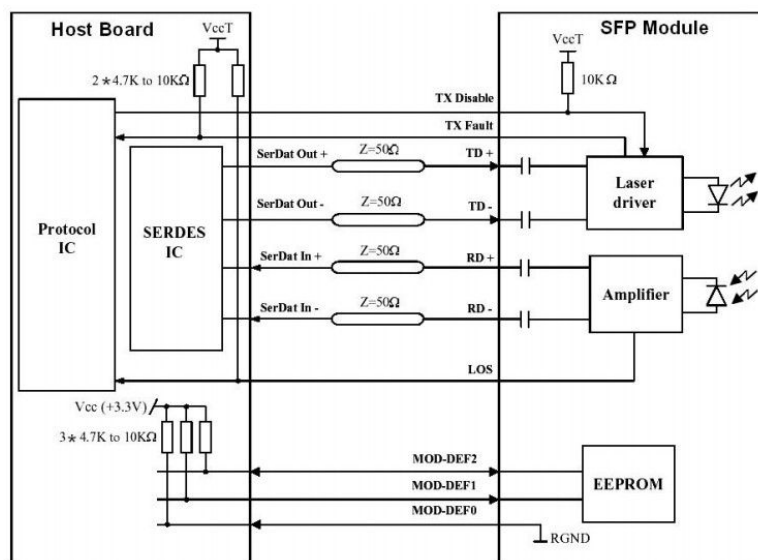 Host Board
SFP Module
VccT
VccT
2*4.7K to 10KΩ
10KΩ
TX Disable
TX Fault
SerDat Out +
Z=50Ω
TD +
Laser driver
SerDat Out -
Z=50Ω
TD -
Protocol IC
SERDES IC
SerDat In +
Z=50Ω
RD +
Amplifier
SerDat In -
Z=50Ω
RD -
LOS
Vcc (+3.3V)
3*4.7K to 10KΩ
MOD-DEF2
MOD-DEF1
EEPROM
MOD-DEF0
RGND